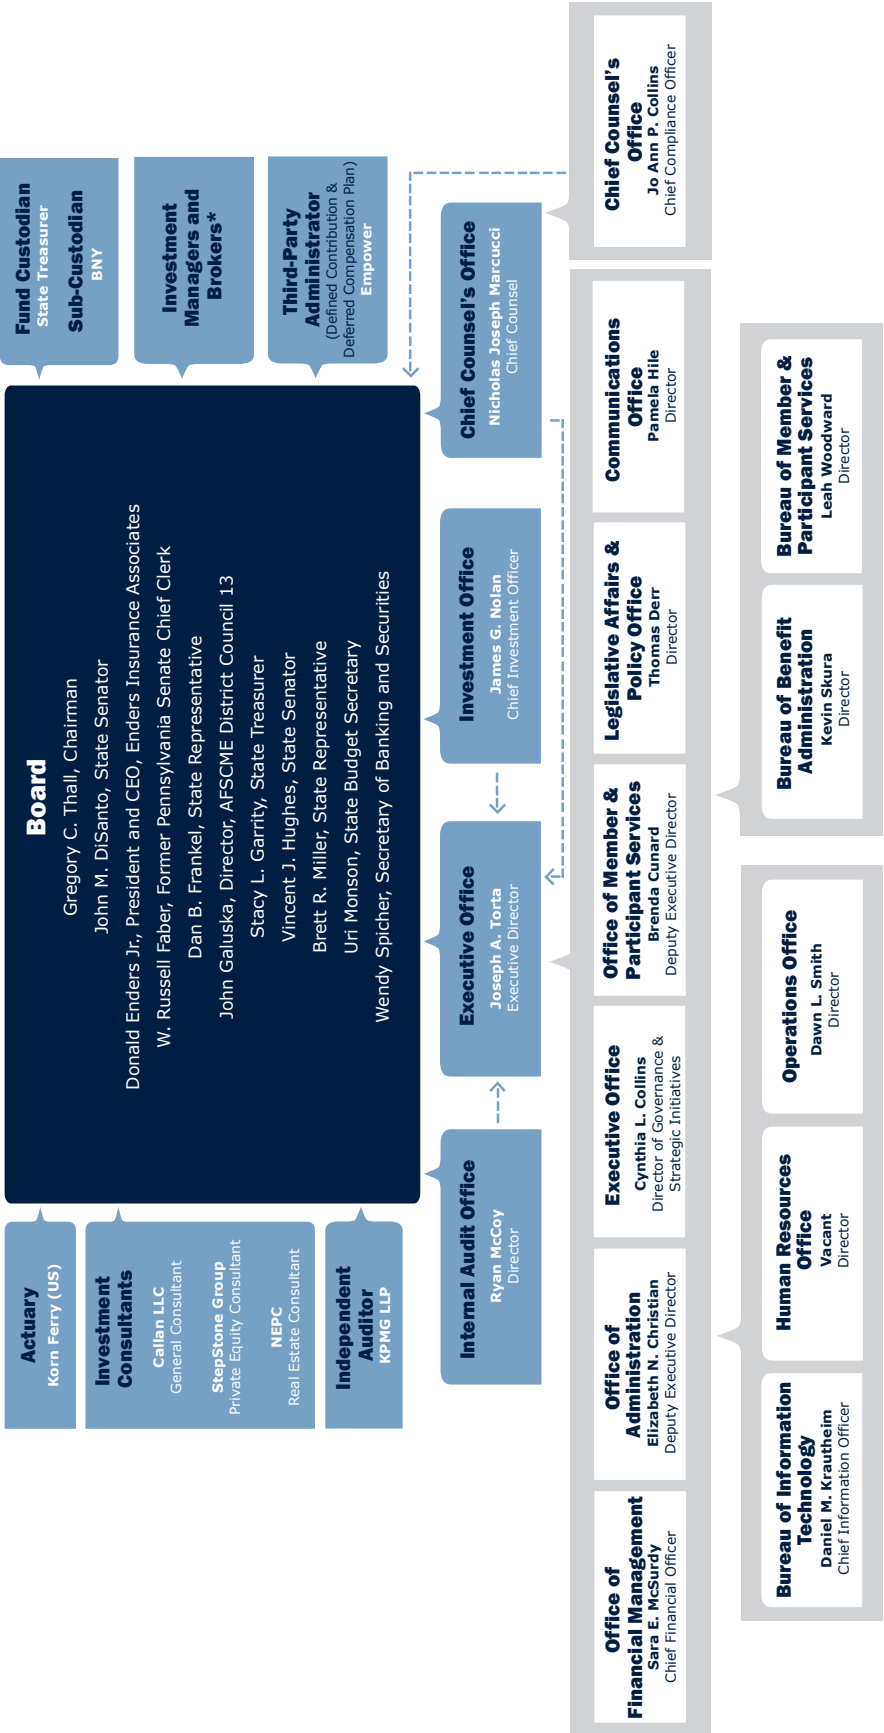 Actuary
Korn Ferry (US)
Investment
Consultants
Callan LLC
General Consultant
StepStone Group
Private Equity Consultant
NEPC
Real Estate Consultant
Independent
Auditor
KPMG LLP
Board
Gregory C. Thall, Chairman
John M. DiSanto, State Senator
Donald Enders Jr., President and CEO, Enders Insurance Associates
W. Russell Faber, Former Pennsylvania Senate Chief Clerk
Dan B. Frankel, State Representative
John Galuska, Director, AFSCME District Council 13
Stacy L. Garrity, State Treasurer
Vincent J. Hughes, State Senator
Brett R. Miller, State Representative
Uri Monson, State Budget Secretary
Wendy Spicher, Secretary of Banking and Securities
Fund Custodian
State Treasurer
Sub-Custodian
BNY
Investment
Managers and
Brokers*
Third-Party
Administrator
(Defined Contribution &
Deferred Compensation Plan)
Empower
Internal Audit Office
Ryan McCoy
Director
Executive Office
Joseph A. Torta
Executive Director
Investment Office
James G. Nolan
Chief Investment Officer
Chief Counsel's Office
Nicholas Joseph Marcucci
Chief Counsel
Office of
Financial Management
Sara E. McSurdy
Chief Financial Officer
Office of
Administration
Elizabeth N. Christian
Deputy Executive Director
Executive Office
Cynthia L. Collins
Director of Governance &
Strategic Initiatives
Office of Member &
Participant Services
Brenda Cunard
Deputy Executive Director
Legislative Affairs &
Policy Office
Thomas Derr
Director
Communications
Office
Pamela Hile
Director
Chief Counsel's
Office
Jo Ann P. Collins
Chief Compliance Officer
Bureau of Information
Technology
Daniel M. Krautheim
Chief Information Officer
Human Resources
Office
Vacant
Director
Operations Office
Dawn L. Smith
Director
Bureau of Benefit
Administration
Kevin Skura
Director
Bureau of Member &
Participant Services
Leah Woodward
Director